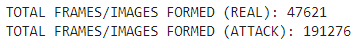 TOTAL FRAMES/IMAGES FORMED (REAL): 47621
TOTAL FRAMES/IMAGES FORMED (ATTACK): 191276